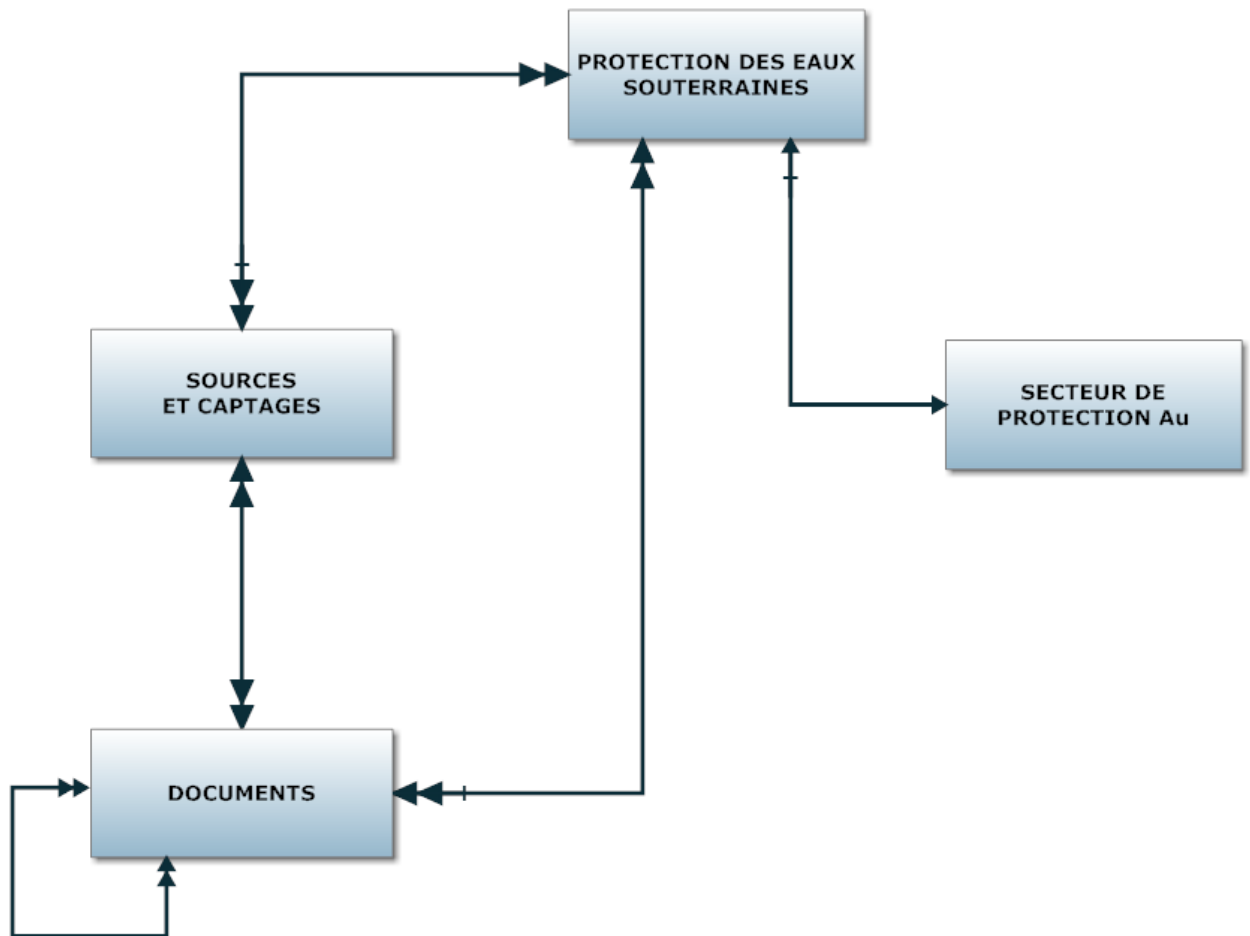 PROTECTION DES EAUX
SOUTERRAINES
SOURCES
ET CAPTAGES
SECTEUR DE
PROTECTION Au
DOCUMENTS